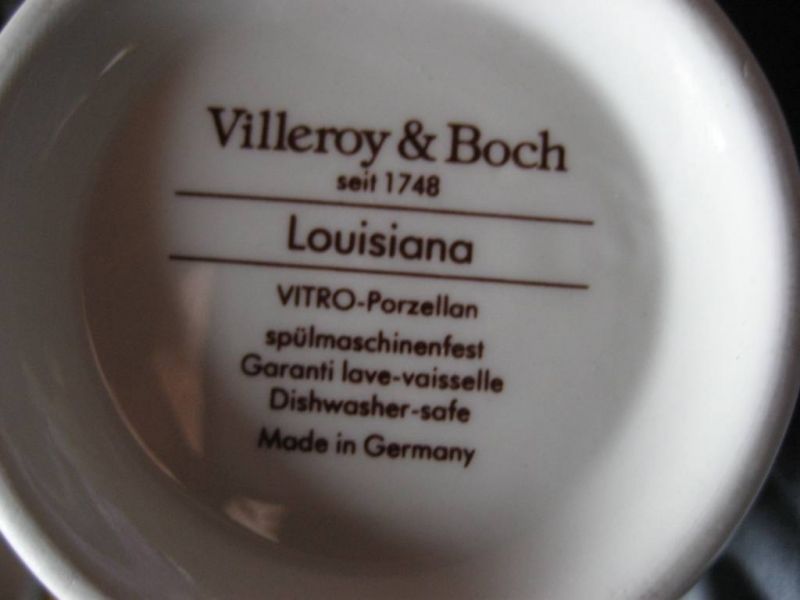 Villeroy & Boch
seit 1748
Louisiana
VITRO-Porzellan
spülmaschinenfest
Garanti lave-vaisselle
Dishwasher-safe
Made in Germany